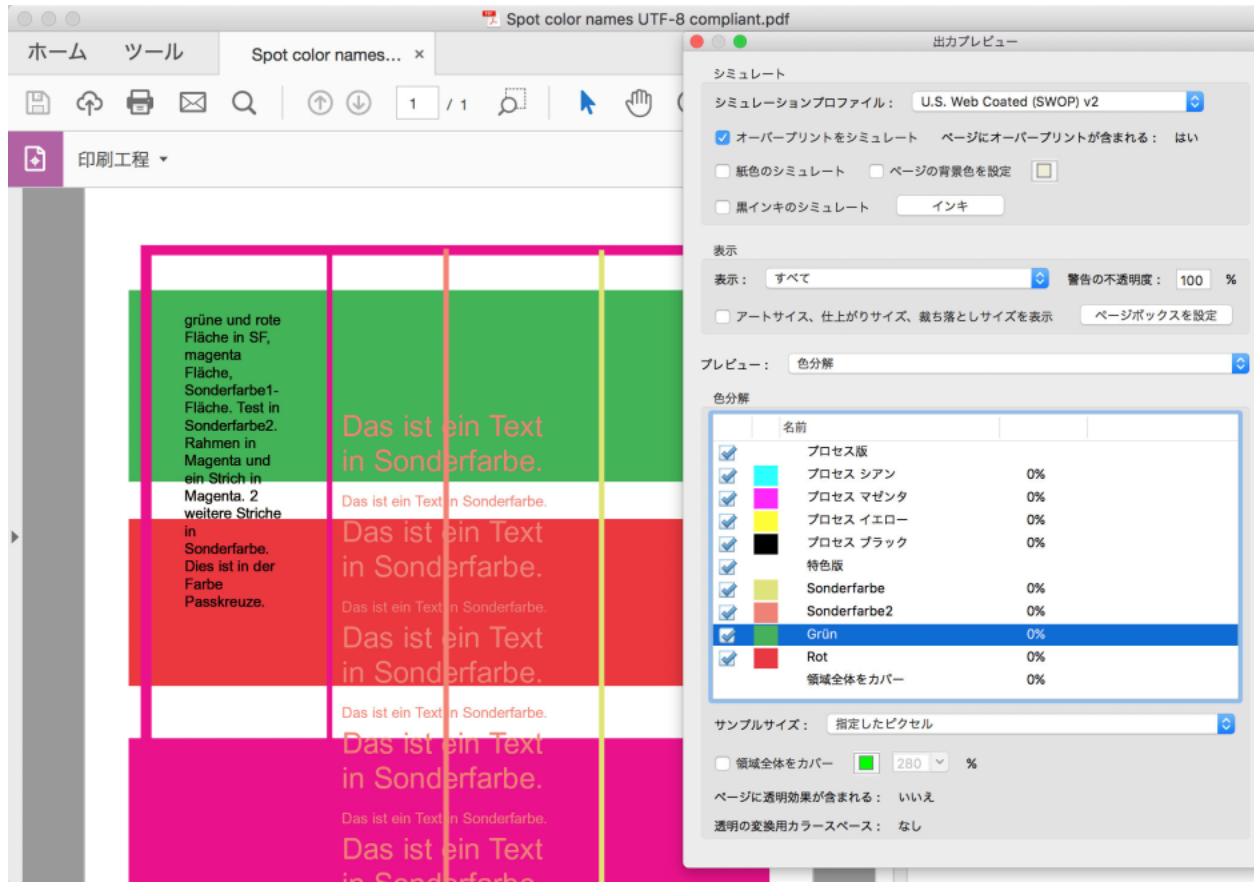 Spot color names UTF-8 compliant.pdf
ホーム ツール Spot color names... ×
1 / 1
印刷工程
grüne und rote
Fläche in SF,
magenta
Fläche,
Sonderfarbe1-
Fläche. Test in
Sonderfarbe2.
Rahmen in
Magenta und
ein Strich in
Magenta. 2
weitere Striche
in
Sonderfarbe.
Dies ist in der
Farbe
Passkreuze.
Das ist ein Text
in Sonderfarbe.
Das ist ein Text in Sonderfarbe.
Das ist ein Text
in Sonderfarbe.
Das ist ein Text in Sonderfarbe.
Das ist ein Text
in Sonderfarbe.
Das ist ein Text in Sonderfarbe.
Das ist ein Text
in Sonderfarbe.
Das ist ein Text in Sonderfarbe.
Das ist ein Text
in Sonderfarbe.
出力プレビュー
シミュレート
シミュレーションプロファイル： U.S. Web Coated (SWOP) v2
オーバープリントをシミュレート ページにオーバープリントが含まれる： はい
紙色のシミュレート ページの背景色を設定
黒インキのシミュレート インキ
表示
表示： すべて 警告の不透明度： 100 %
アートサイズ、仕上がりサイズ、裁ち落としサイズを表示 ページボックスを設定
プレビュー： 色分解
色分解
名前
プロセス版
プロセス シアン 0%
プロセス マゼンタ 0%
プロセス イエロー 0%
プロセス ブラック 0%
特色版
Sonderfarbe 0%
Sonderfarbe2 0%
Grün 0%
Rot 0%
領域全体をカバー 0%
サンプルサイズ： 指定したピクセル
領域全体をカバー 280 %
ページに透明効果が含まれる： いいえ
透明の変換用カラースペース： なし